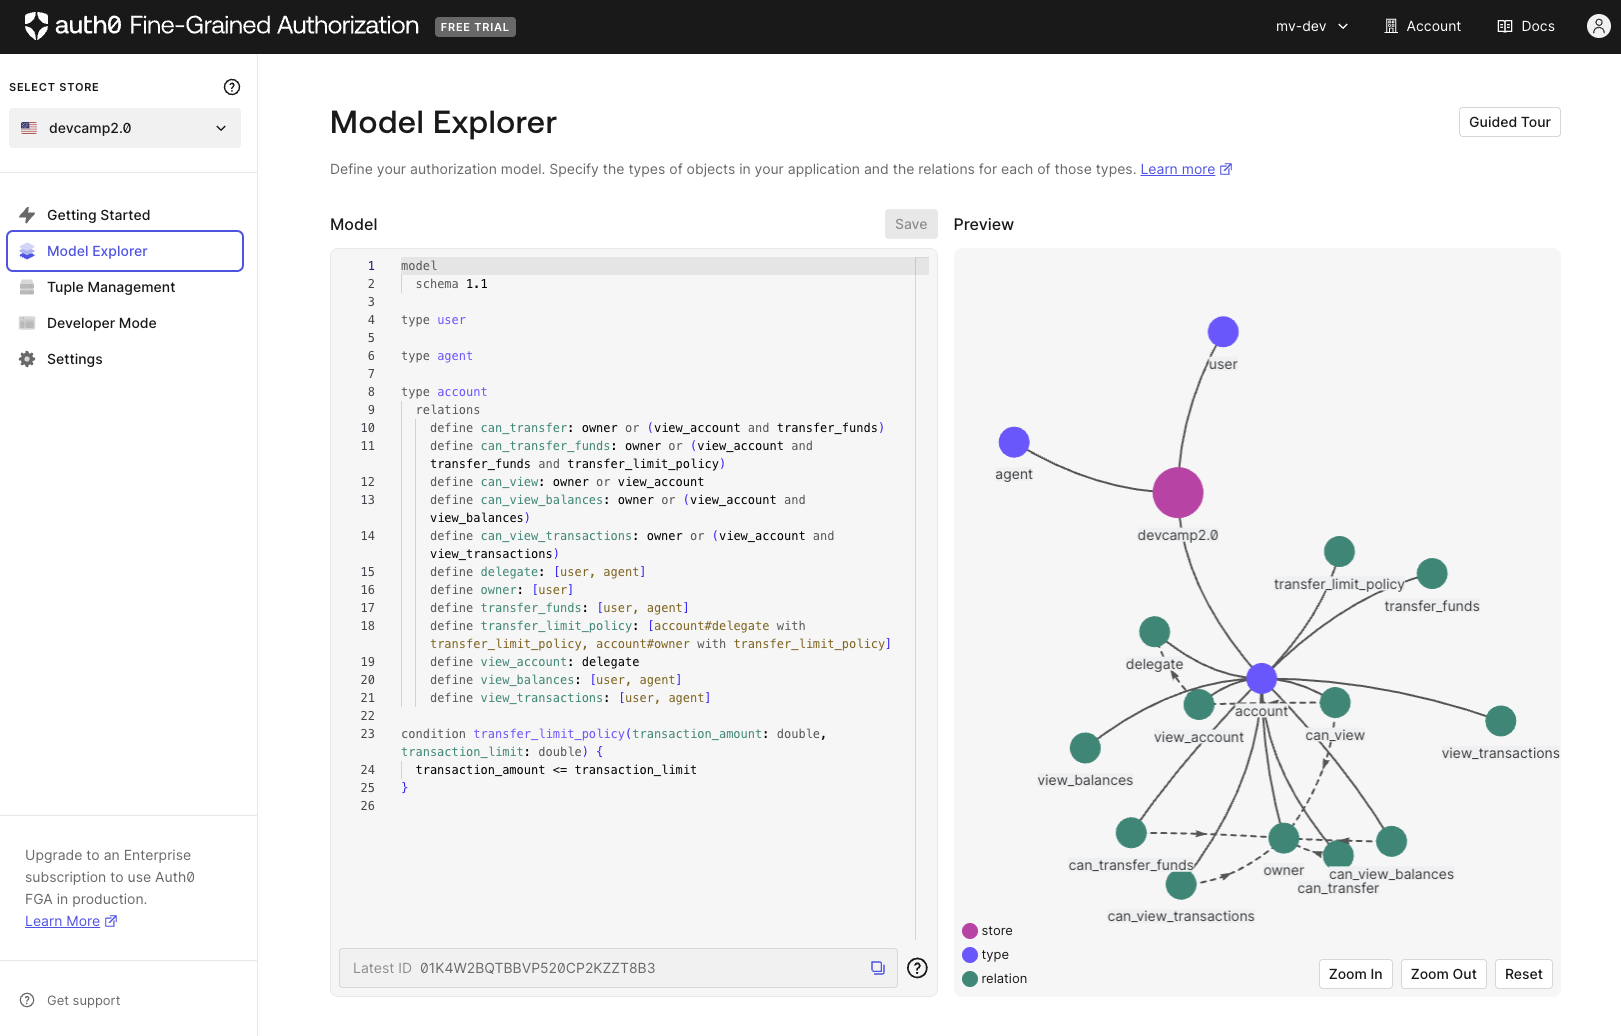 auth0 Fine-Grained Authorization FREE TRIAL
mv-dev
Account
Docs
SELECT STORE
devcamp2.0
Getting Started
Model Explorer
Tuple Management
Developer Mode
Settings
Upgrade to an Enterprise
subscription to use Auth0
FGA in production.
Learn More
Get support
Model Explorer
Guided Tour
Define your authorization model. Specify the types of objects in your application and the relations for each of those types. Learn more
Model
Save
1 model
2 schema 1.1
3
4 type user
5
6 type agent
7
8 type account
9 relations
10 define can_transfer: owner or (view_account and transfer_funds)
11 define can_transfer_funds: owner or (view_account and
transfer_funds and transfer_limit_policy)
12 define can_view: owner or view_account
13 define can_view_balances: owner or (view_account and
view_balances)
14 define can_view_transactions: owner or (view_account and
view_transactions)
15 define delegate: [user, agent]
16 define owner: [user]
17 define transfer_funds: [user, agent]
18 define transfer_limit_policy: [account#delegate with
transfer_limit_policy, account#owner with transfer_limit_policy]
19 define view_account: delegate
20 define view_balances: [user, agent]
21 define view_transactions: [user, agent]
22
23 condition transfer_limit_policy(transaction_amount: double,
transaction_limit: double) {
24 transaction_amount <= transaction_limit
25 }
26
Latest ID 01K4W2BQTBBVP520CP2KZZT8B3
Preview
user
agent
devcamp2.0
transfer_limit_policy
transfer_funds
delegate
account
view_account
can_view
view_transactions
view_balances
can_transfer_funds
owner
can_view_balances
can_transfer
can_view_transactions
store
type
relation
Zoom In
Zoom Out
Reset